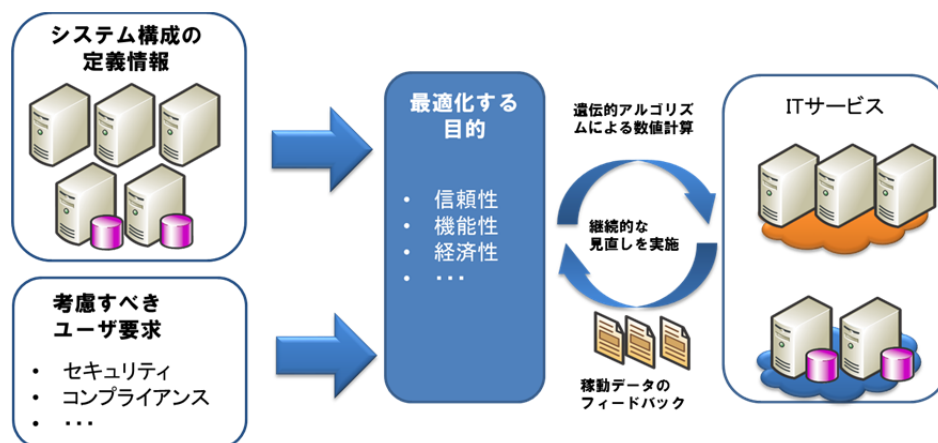 システム構成の
定義情報
考慮すべき
ユーザ要求
• セキュリティ
• コンプライアンス
• ･･･
最適化する
目的
• 信頼性
• 機能性
• 経済性
• ･･･
遺伝的アルゴリズ
ムによる数値計算
継続的な
見直しを実施
稼動データの
フィードバック
ITサービス